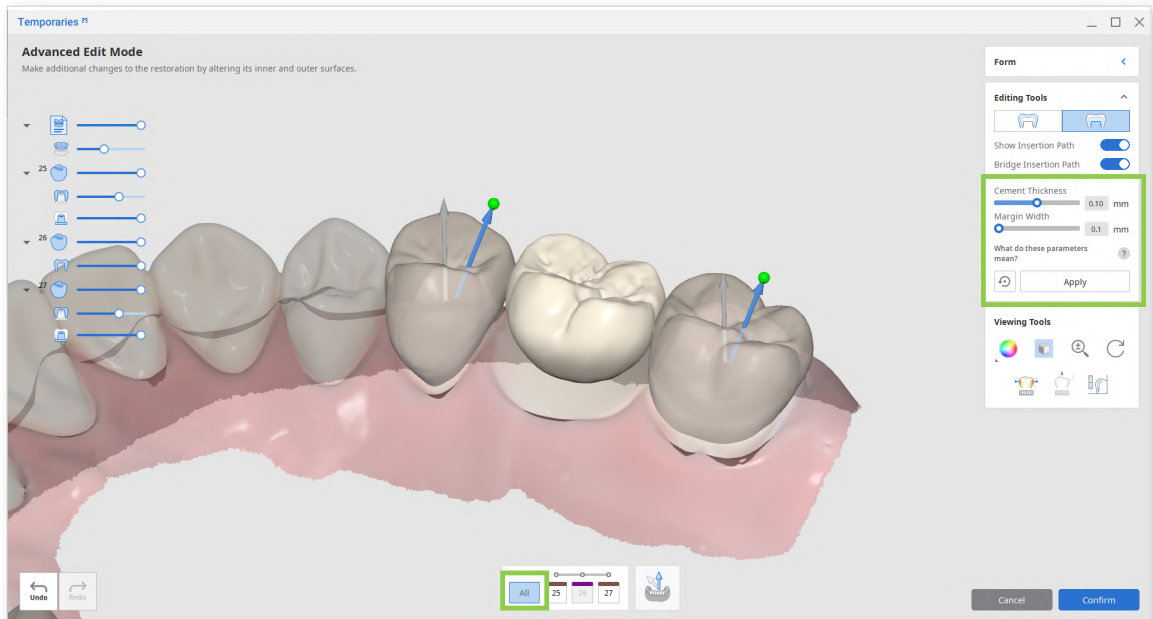 Temporaries
Advanced Edit Mode
Make additional changes to the restoration by altering its inner and outer surfaces.
25
26
27
Form
Editing Tools
Show Insertion Path
Bridge Insertion Path
Cement Thickness
0.10 mm
Margin Width
0.1 mm
What do these parameters
mean?
?
Apply
Viewing Tools
Undo
Redo
All
25
26
27
Cancel
Confirm